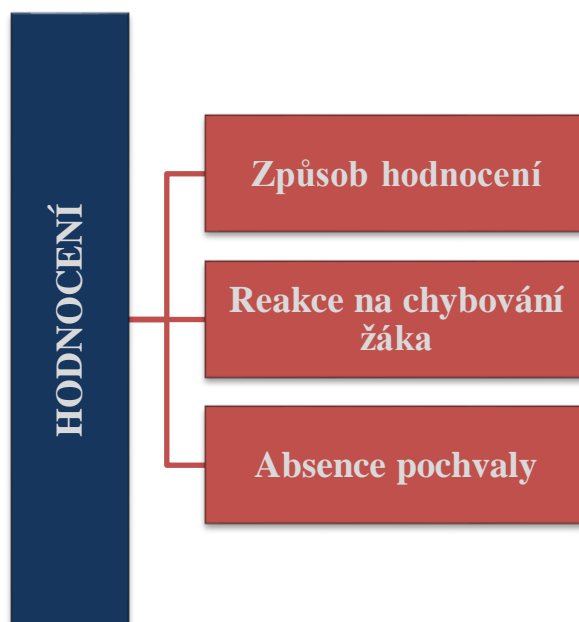 HODNOCENÍ
Způsob hodnocení
Reakce na chybování
žáka
Absence pochvaly